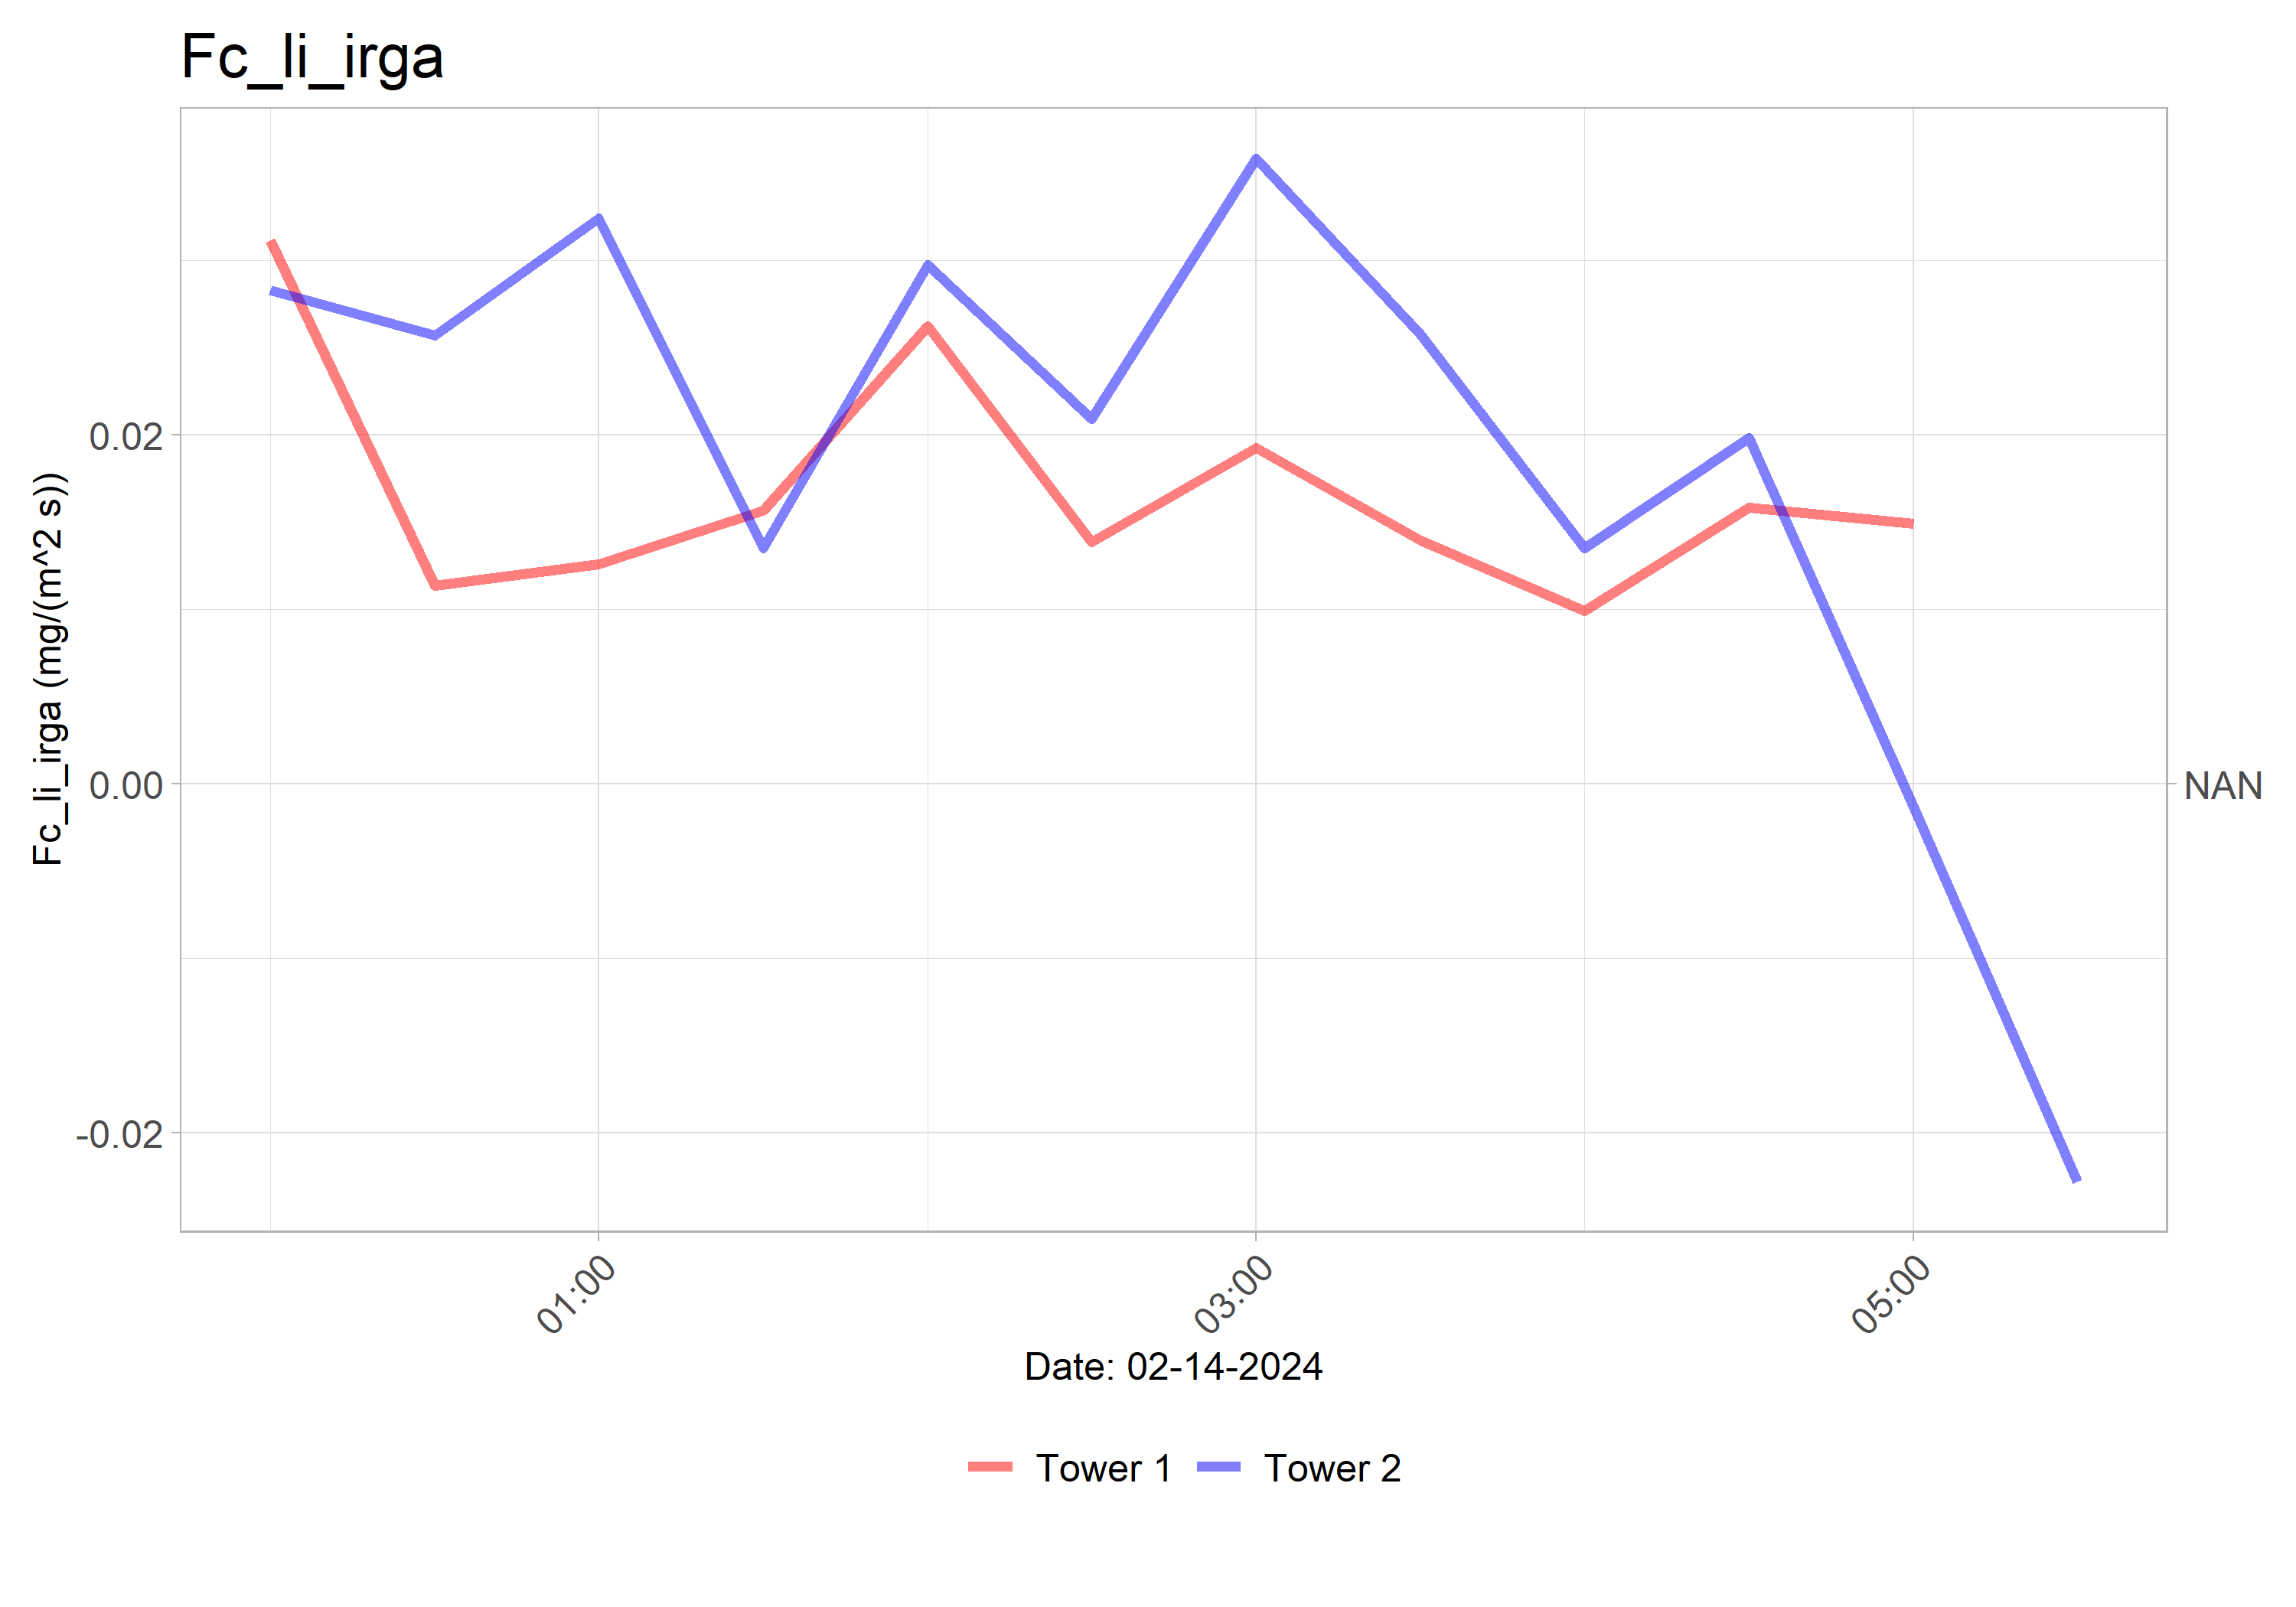 Fc_li_irga
Fc_li_irga (mg/(m^2 s))
0.02
0.00
-0.02
NAN
01:00
03:00
05:00
Date: 02-14-2024
Tower 1
Tower 2